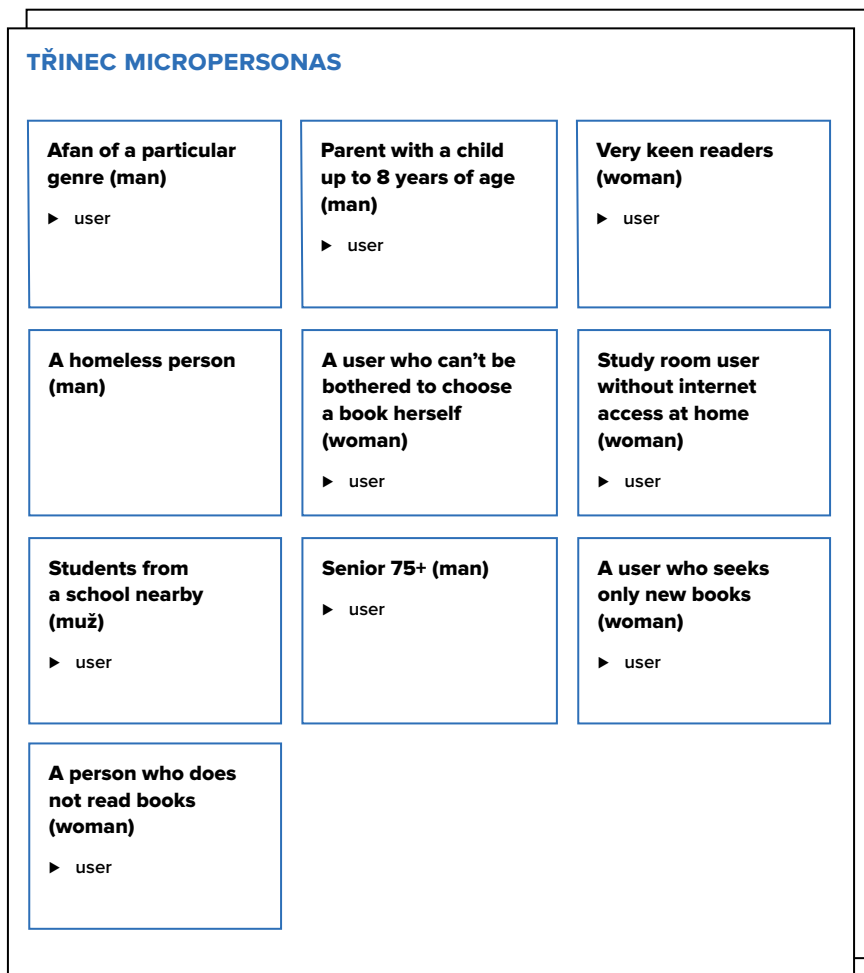 TŘINEC MICROPERSONAS
Afan of a particular
genre (man)
▶ user
Parent with a child
up to 8 years of age
(man)
▶ user
Very keen readers
(woman)
▶ user
A homeless person
(man)
A user who can’t be
bothered to choose
a book herself
(woman)
▶ user
Study room user
without internet
access at home
(woman)
▶ user
Students from
a school nearby
(muž)
▶ user
Senior 75+ (man)
▶ user
A user who seeks
only new books
(woman)
▶ user
A person who does
not read books
(woman)
▶ user